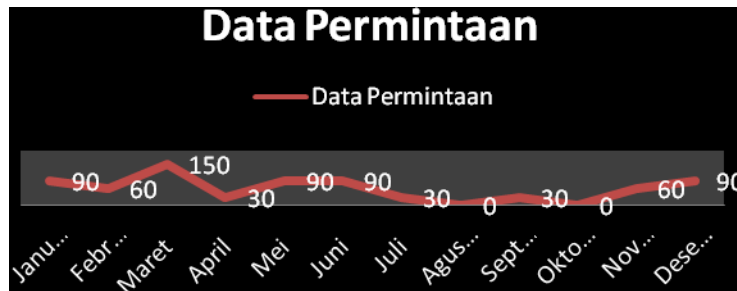 Data Permintaan
Data Permintaan
90
60
150
30
90
90
30
0
30
0
60
90
Janu...
Febr...
Maret
April
Mei
Juni
Juli
Agus...
Sept...
Okto...
Nov...
Dese...